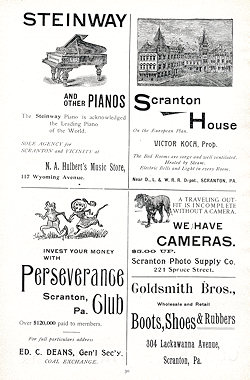 STEINWAY
AND
OTHER PIANOS
The Steinway Piano is acknowledged
the Leading Piano
of the World.
SOLE AGENCY for
SCRANTON and VICINITY at
N. A. Hulbert's Music Store,
117 Wyoming Avenue.
Scranton
House
On the European Plan.
VICTOR KOCH, Prop.
The Bed Rooms are large and well ventilated.
Heated by Steam.
Electric Bells and Light in every Room.
Near D., L. & W. R. R. Depot, SCRANTON, PA.
INVEST YOUR MONEY
WITH
Perseverance
Scranton, Pa. Club
Over $120,000 paid to members.
For full particulars address
ED. C. DEANS, Gen'l Sec'y.
COAL EXCHANGE.
A TRAVELING OUT-
FIT IS INCOMPLETE
WITHOUT A CAMERA.
WE HAVE
CAMERAS.
$5.00 UP.
Scranton Photo Supply Co.
221 Spruce Street.
Goldsmith Bros.,
Wholesale and Retail
Boots, Shoes & Rubbers
304 Lackawanna Avenue,
Scranton, Pa.